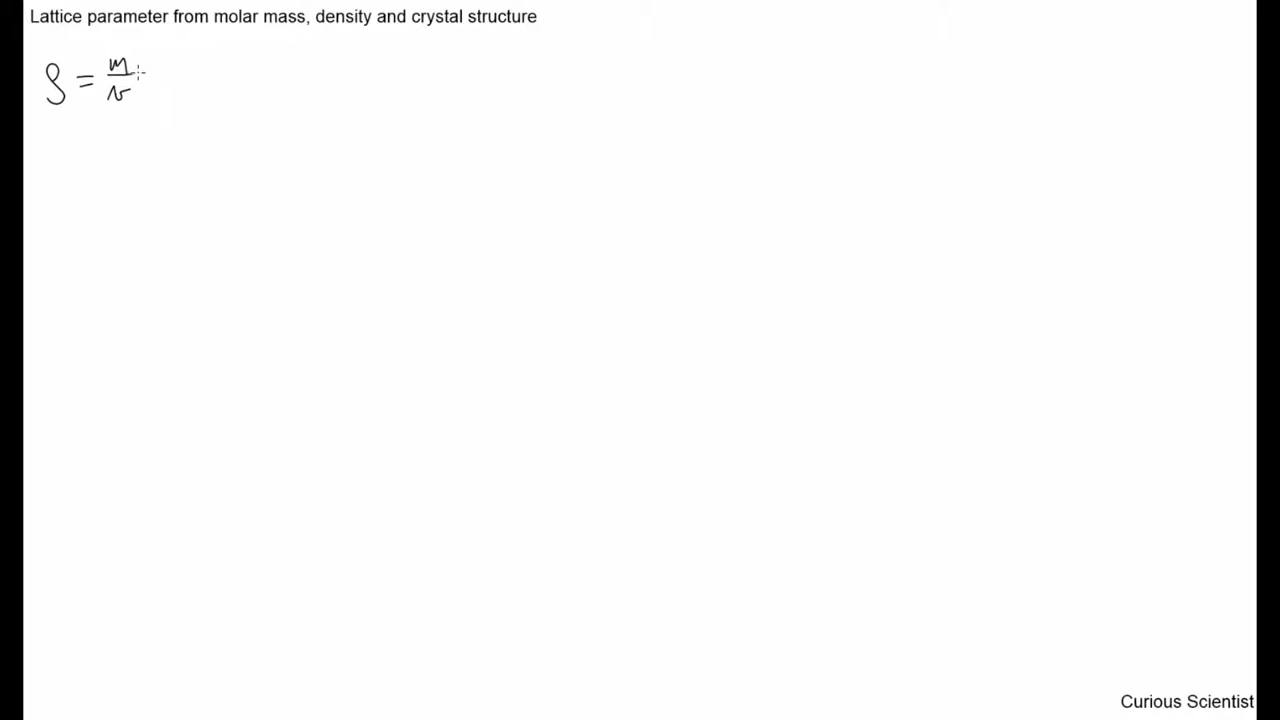 Lattice parameter from molar mass, density and crystal structure
ρ = m/v
Curious Scientist